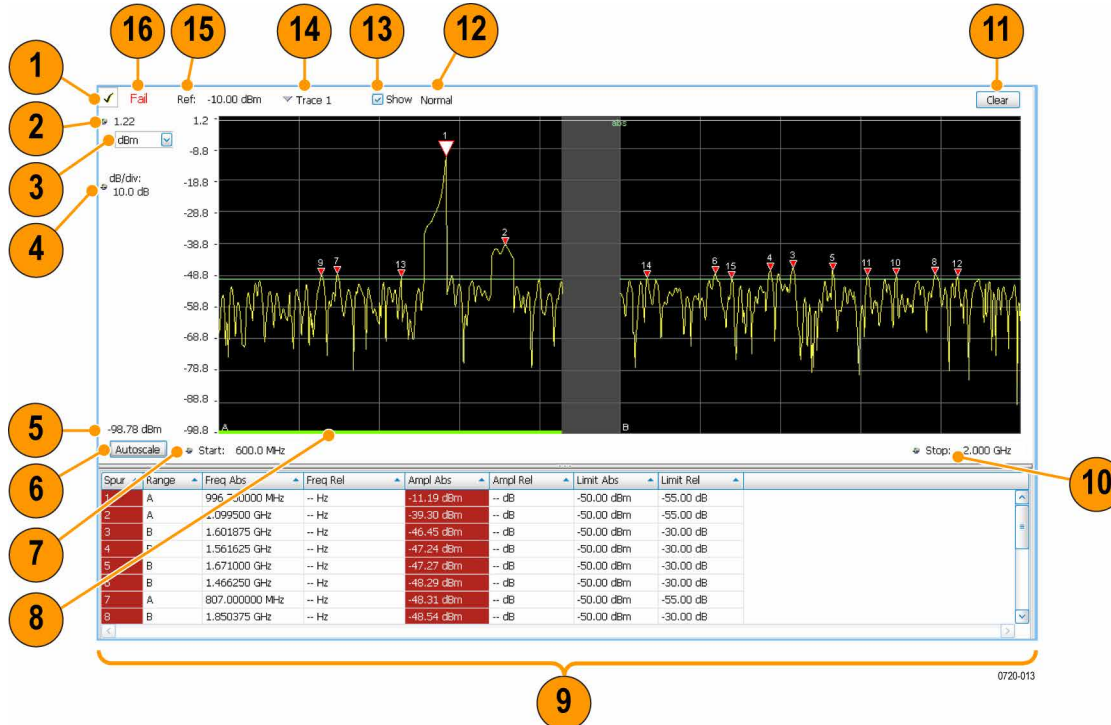 16 15 14 13 12 11
1
✓ Fail Ref: -10.00 dBm Trace 1 Show Normal Clear
2
1.22
dBm
3
dB/div:
10.0 dB
4
1.2
-8.8
-18.8
-28.8
-38.8
-48.8
-58.8
-68.8
-78.8
-88.8
-98.8
abs
1
2
9 7 13 14 6 15 4 3 5 11 10 8 12
A B
5
-98.78 dBm
6
Autoscale
7
Start: 600.0 MHz
Stop: 2.000 GHz
10
8
Spur Range Freq Abs Freq Rel Ampl Abs Ampl Rel Limit Abs Limit Rel
1 A 996.750000 MHz -- Hz -11.19 dBm -- dB -50.00 dBm -55.00 dB
2 A 1.099500 GHz -- Hz -39.30 dBm -- dB -50.00 dBm -55.00 dB
3 B 1.601875 GHz -- Hz -46.45 dBm -- dB -50.00 dBm -30.00 dB
4 B 1.561625 GHz -- Hz -47.24 dBm -- dB -50.00 dBm -30.00 dB
5 B 1.671000 GHz -- Hz -47.27 dBm -- dB -50.00 dBm -30.00 dB
6 B 1.466250 GHz -- Hz -48.29 dBm -- dB -50.00 dBm -30.00 dB
7 A 807.000000 MHz -- Hz -48.31 dBm -- dB -50.00 dBm -55.00 dB
8 B 1.850375 GHz -- Hz -48.54 dBm -- dB -50.00 dBm -30.00 dB
9
0720-013